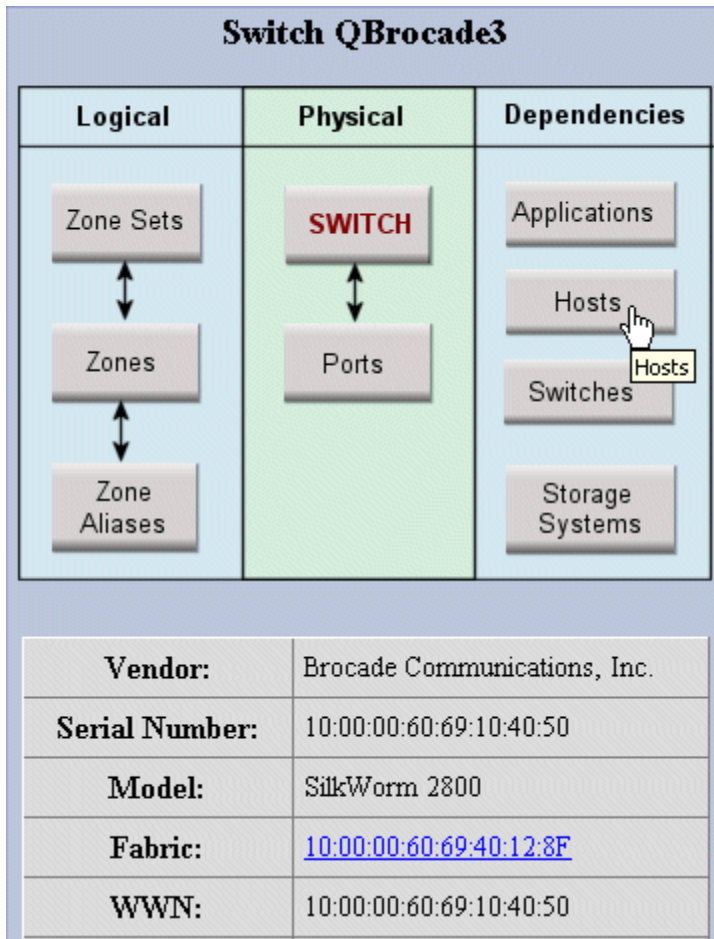 Switch QBrocade3
Logical
Physical
Dependencies
Zone Sets
SWITCH
Applications
Hosts
Hosts
Zones
Ports
Switches
Zone
Aliases
Storage
Systems
Vendor: Brocade Communications, Inc.
Serial Number: 10:00:00:60:69:10:40:50
Model: SilkWorm 2800
Fabric: 10:00:00:60:69:40:12:8F
WWN: 10:00:00:60:69:10:40:50